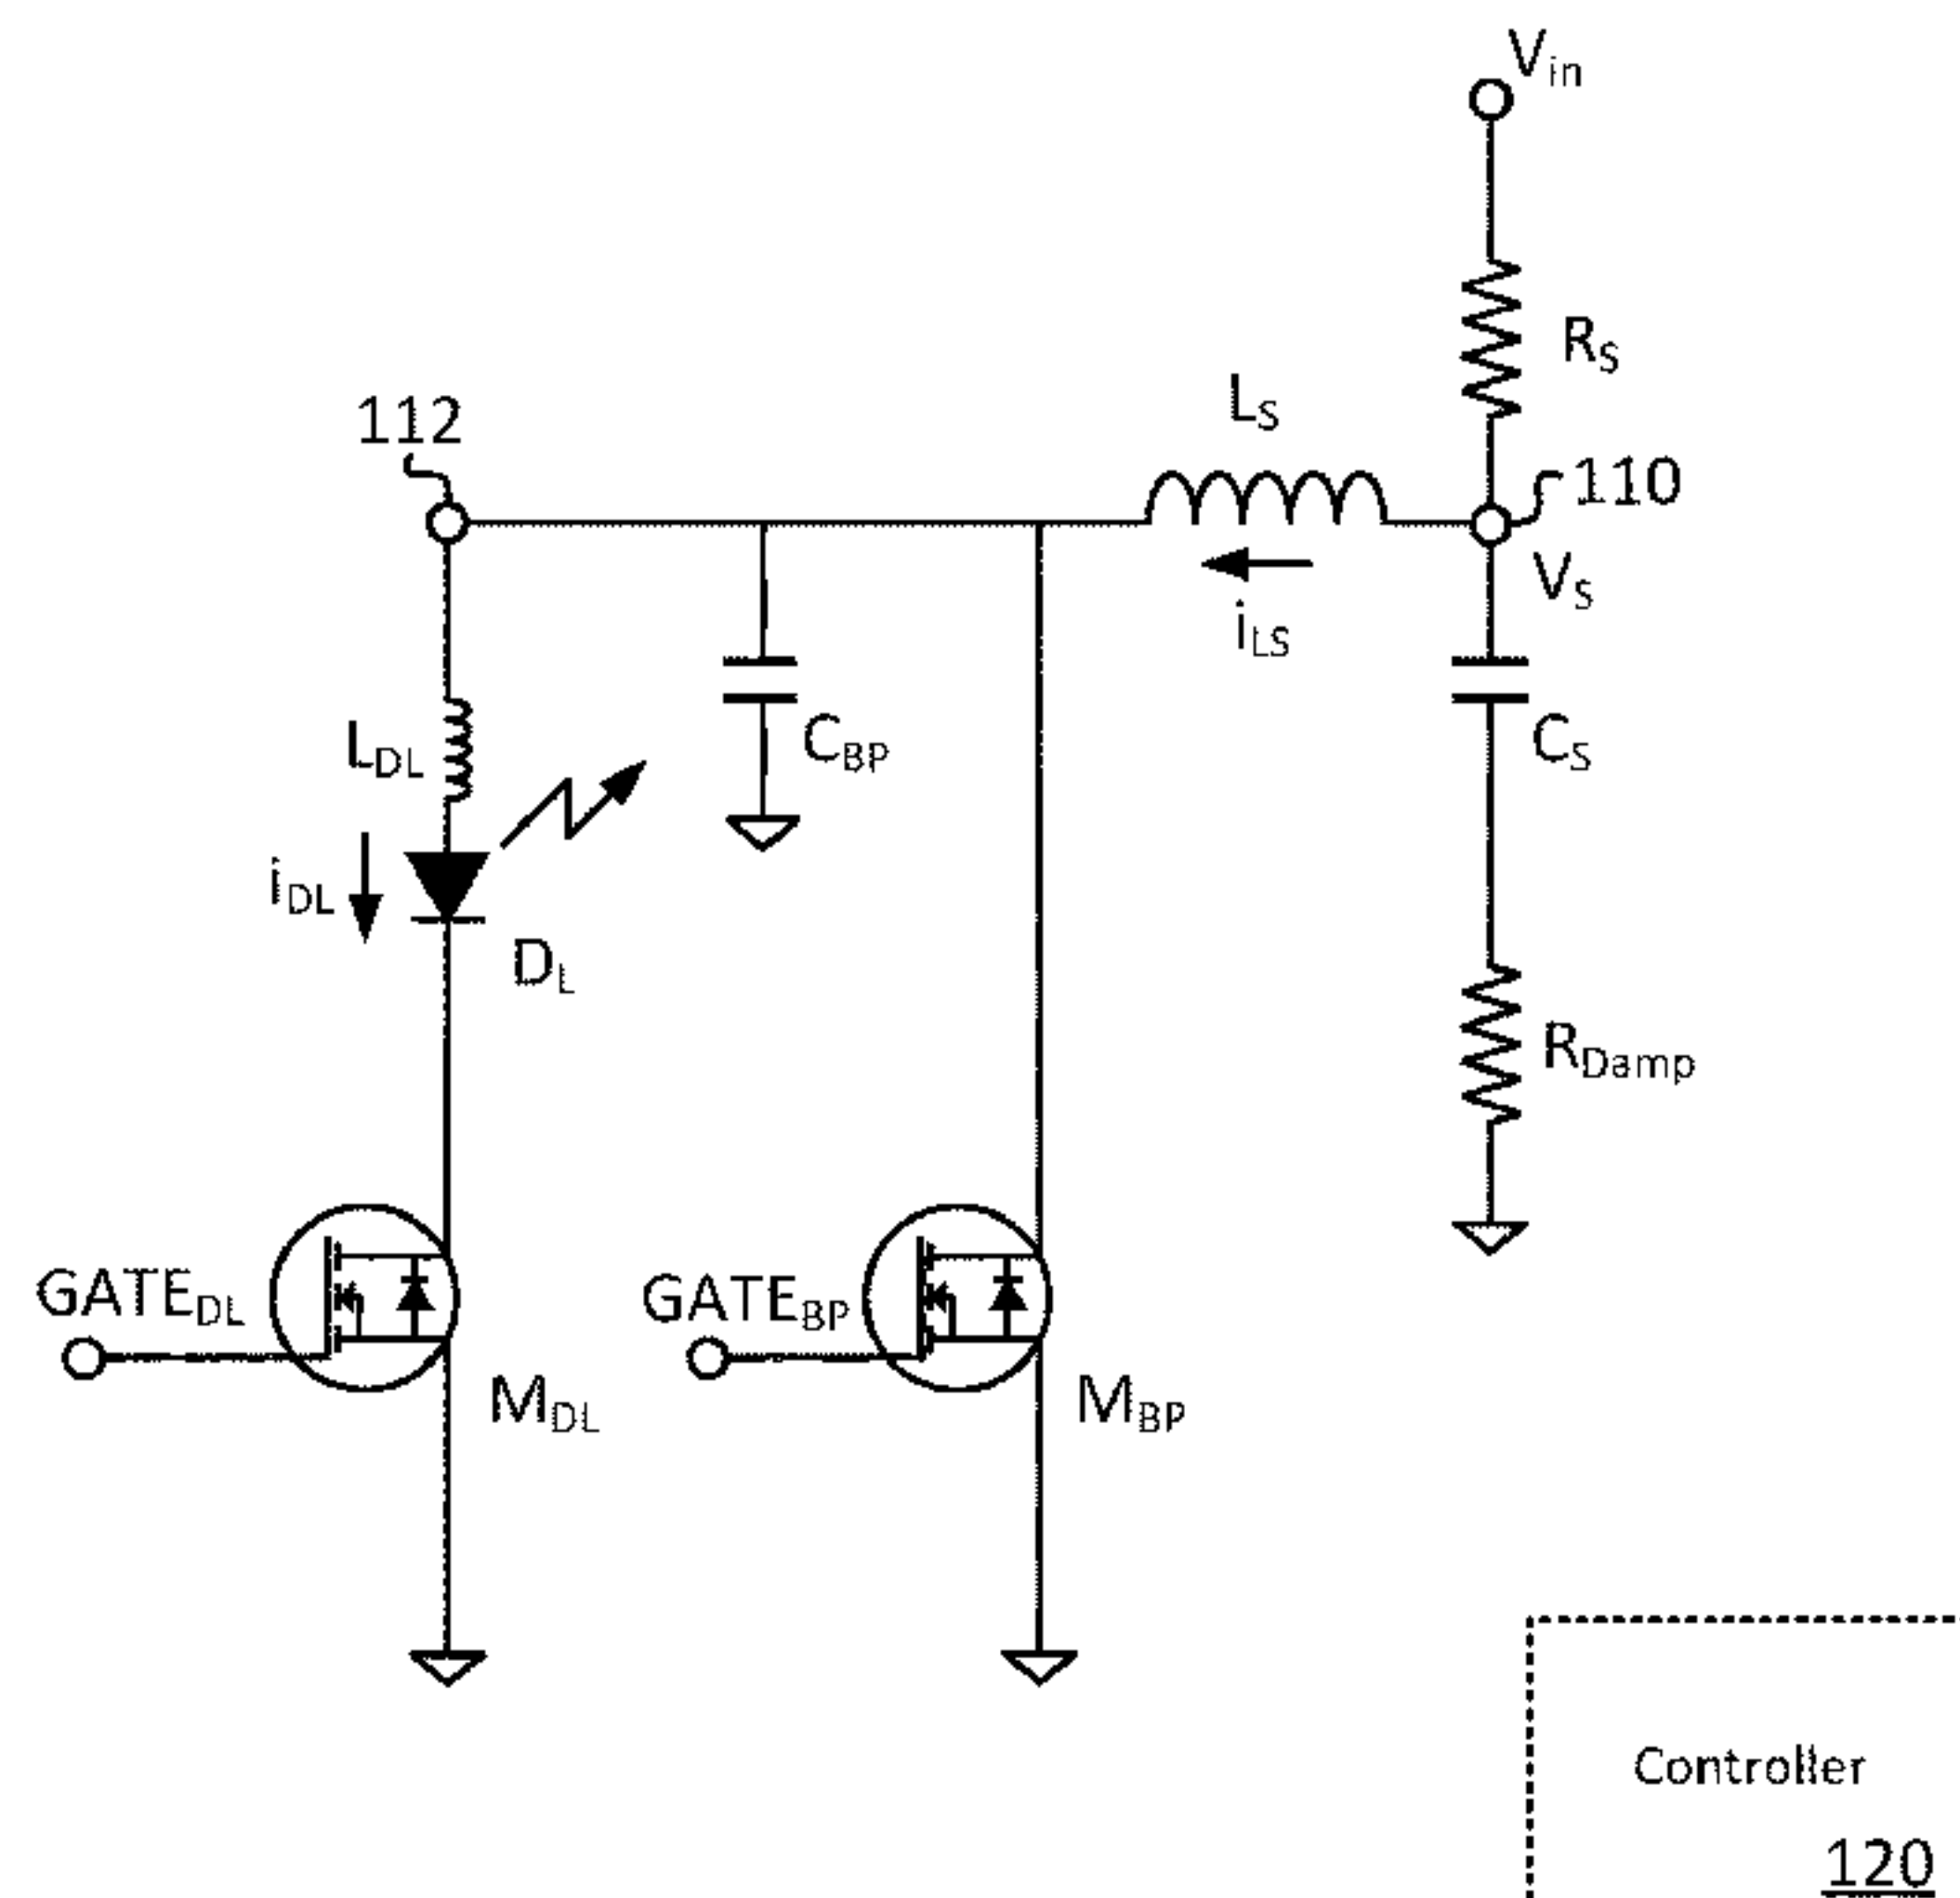 Vin
RS
LS
112
110
VS
iLS
LDL
CBP
CS
iDL
DL
RDamp
GATEDL
GATEBP
MDL
MBP
Controller
120